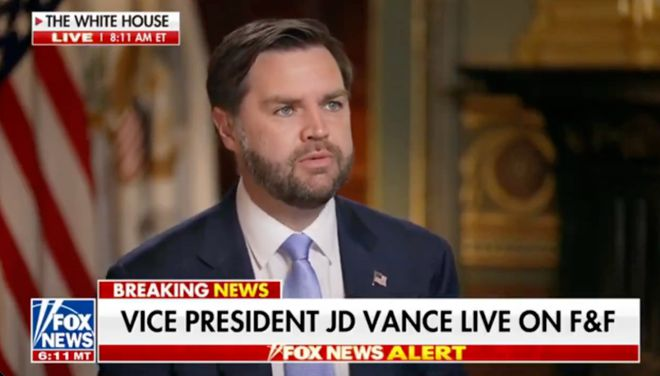 ▸ THE WHITE HOUSE
LIVE | 8:11 AM ET
BREAKING NEWS
VICE PRESIDENT JD VANCE LIVE ON F&F
FOX NEWS ALERT
FOX
NEWS
6:11 MT